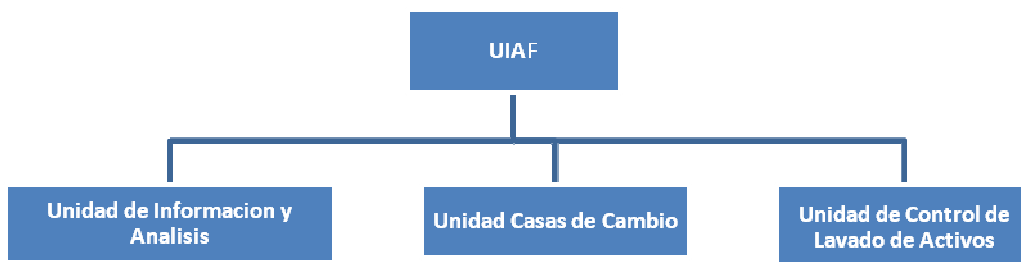 UIAF
Unidad de Informacion y
Analisis
Unidad Casas de Cambio
Unidad de Control de
Lavado de Activos